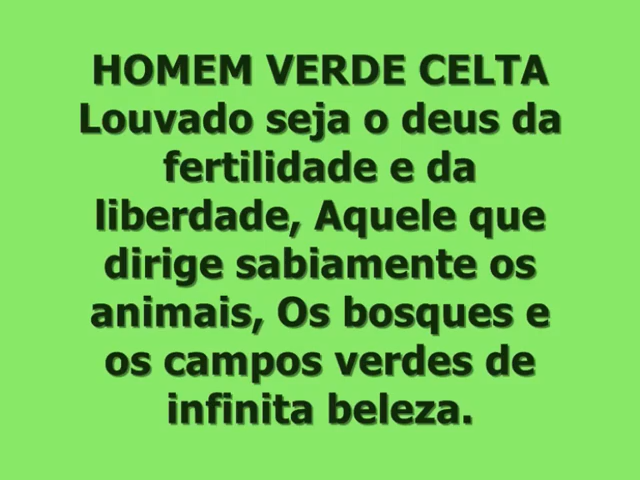 HOMEM VERDE CELTA
Louvado seja o deus da
fertilidade e da
liberdade, Aquele que
dirige sabiamente os
animais, Os bosques e
os campos verdes de
infinita beleza.